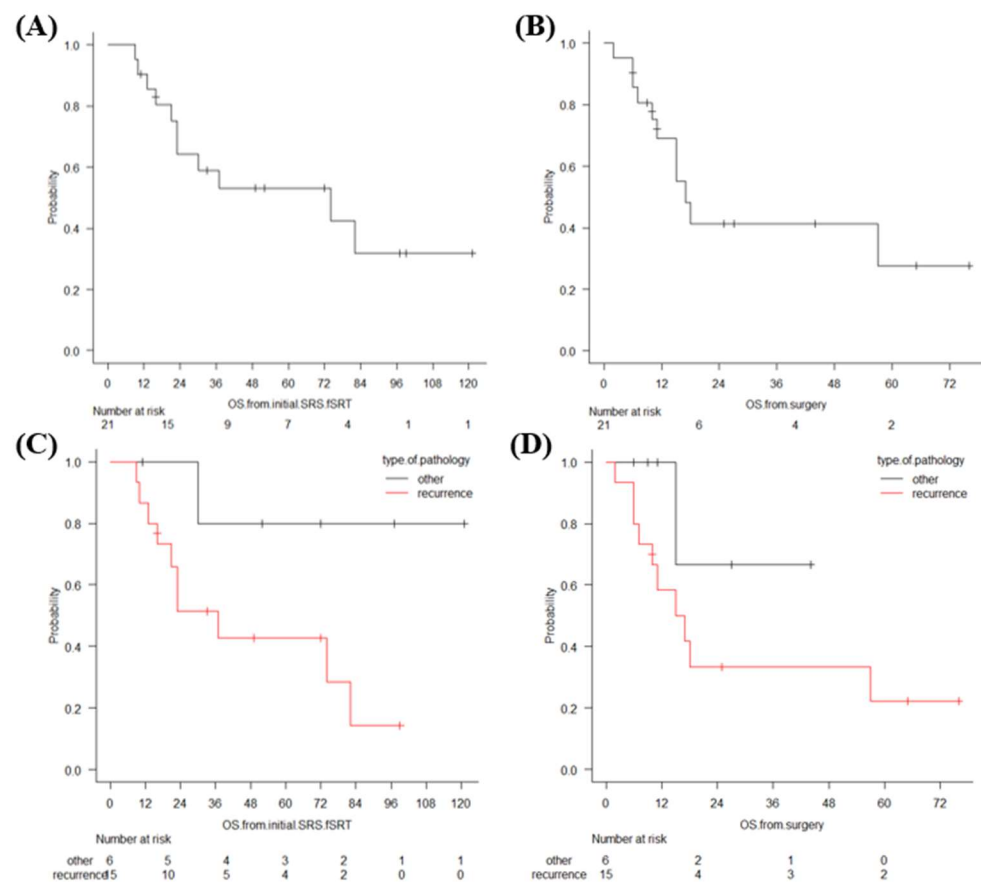 (A)
1.0
0.8
0.6
0.4
0.2
0.0
Probability
0 12 24 36 48 60 72 84 96 108 120
OS.from.initial.SRS.fSRT
Number at risk
21 15 9 7 4 1 1
(B)
1.0
0.8
0.6
0.4
0.2
0.0
Probability
0 12 24 36 48 60 72
OS.from.surgery
Number at risk
21 6 4 2
(C)
type.of.pathology
other
recurrence
1.0
0.8
0.6
0.4
0.2
0.0
Probability
0 12 24 36 48 60 72 84 96 108 120
OS.from.initial.SRS.fSRT
Number at risk
other 6 5 4 3 2 1 1
recurrence 15 10 5 4 2 0 0
(D)
type.of.pathology
other
recurrence
1.0
0.8
0.6
0.4
0.2
0.0
Probability
0 12 24 36 48 60 72
OS.from.surgery
Number at risk
other 6 2 1 0
recurrence 15 4 3 2